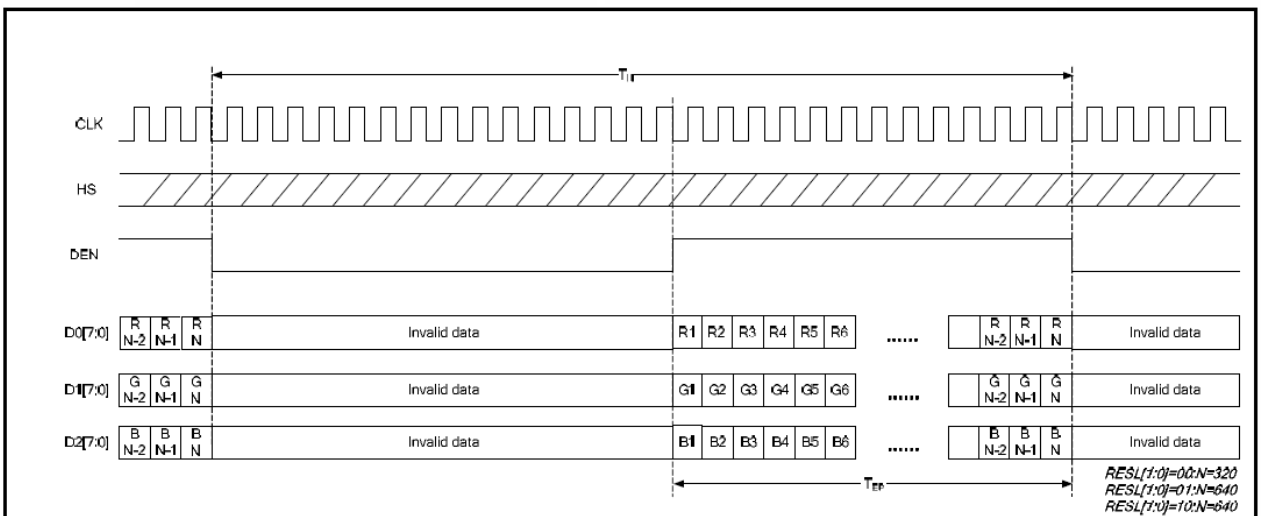 TH
CLK
HS
DEN
D0[7:0] R N-2 R N-1 R N Invalid data R1 R2 R3 R4 R5 R6 ...... R N-2 R N-1 R N Invalid data
D1[7:0] G N-2 G N-1 G N Invalid data G1 G2 G3 G4 G5 G6 ...... G N-2 G N-1 G N Invalid data
D2[7:0] B N-2 B N-1 B N Invalid data B1 B2 B3 B4 B5 B6 ...... B N-2 B N-1 B N Invalid data
TEP
RESL[1:0]=00:N=320
RESL[1:0]=01:N=640
RESL[1:0]=10:N=640